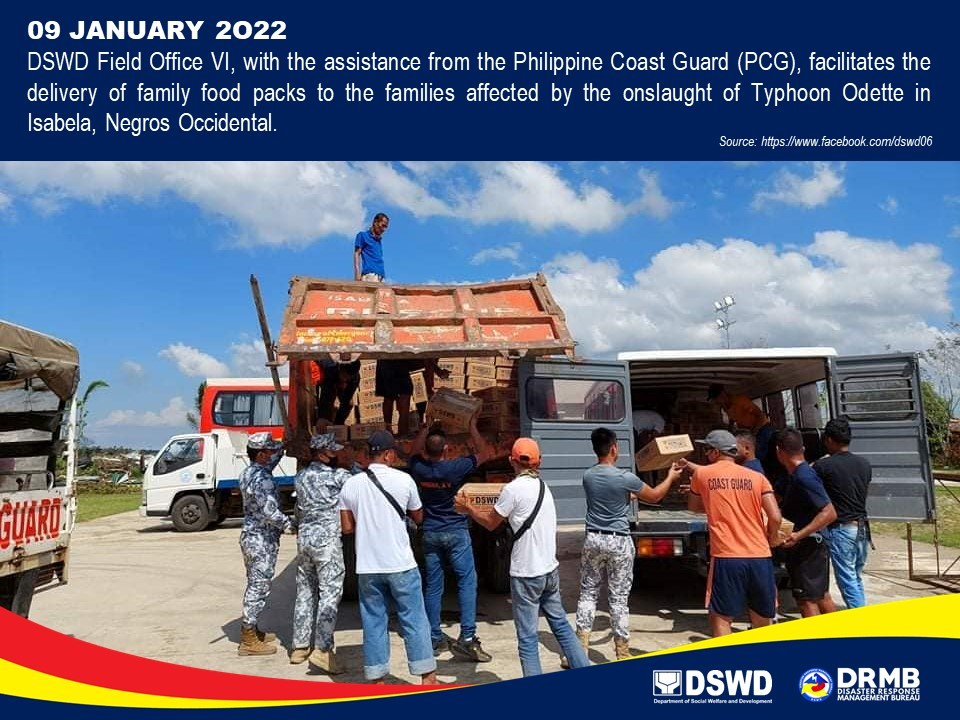 09 JANUARY 2022
DSWD Field Office VI, with the assistance from the Philippine Coast Guard (PCG), facilitates the
delivery of family food packs to the families affected by the onslaught of Typhoon Odette in
Isabela, Negros Occidental.
Source: https://www.facebook.com/dswd06
GUARD
COAST GUARD
DSWD
DSWD
Department of Social Welfare and Development
DRMB
DISASTER RESPONSE
MANAGEMENT BUREAU